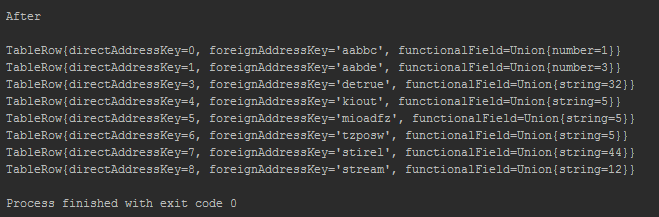 After
TableRow{directAddressKey=0, foreignAddressKey='aabbc', functionalField=Union{number=1}}
TableRow{directAddressKey=1, foreignAddressKey='aabde', functionalField=Union{number=3}}
TableRow{directAddressKey=3, foreignAddressKey='detrue', functionalField=Union{string=32}}
TableRow{directAddressKey=4, foreignAddressKey='kiout', functionalField=Union{string=5}}
TableRow{directAddressKey=5, foreignAddressKey='mioadfz', functionalField=Union{string=5}}
TableRow{directAddressKey=6, foreignAddressKey='tzposw', functionalField=Union{string=5}}
TableRow{directAddressKey=7, foreignAddressKey='stirel', functionalField=Union{string=44}}
TableRow{directAddressKey=8, foreignAddressKey='stream', functionalField=Union{string=12}}
Process finished with exit code 0